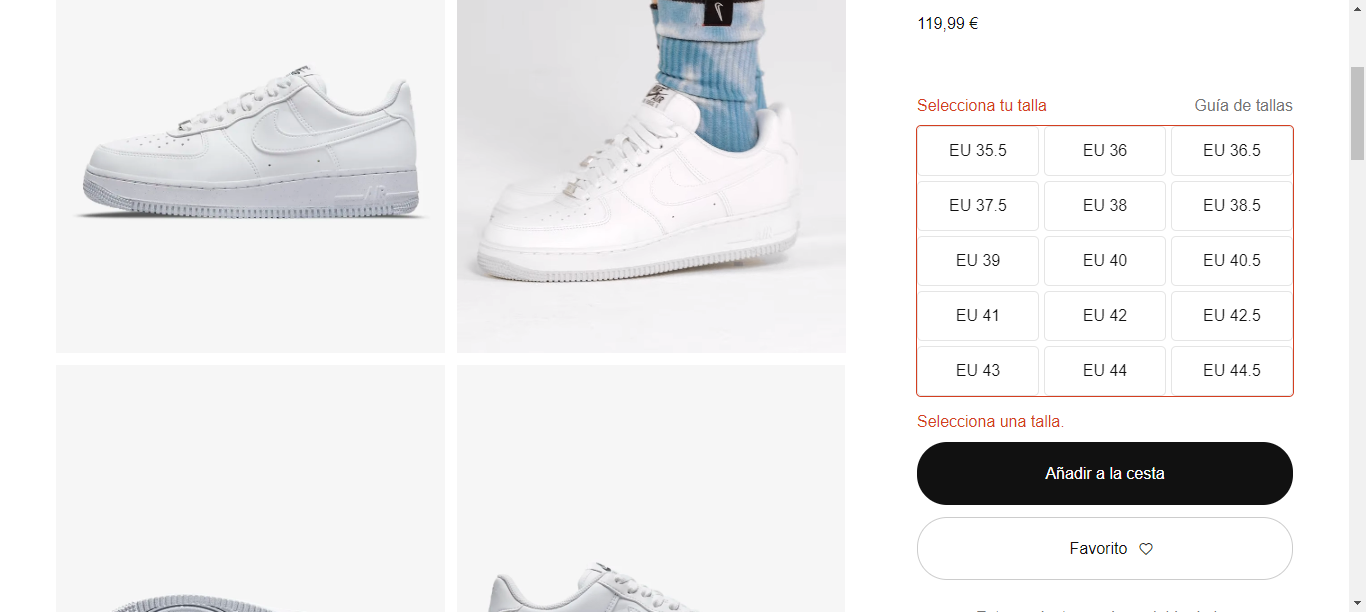 119,99 €
Selecciona tu talla
Guía de tallas
EU 35.5
EU 36
EU 36.5
EU 37.5
EU 38
EU 38.5
EU 39
EU 40
EU 40.5
EU 41
EU 42
EU 42.5
EU 43
EU 44
EU 44.5
Selecciona una talla.
Añadir a la cesta
Favorito